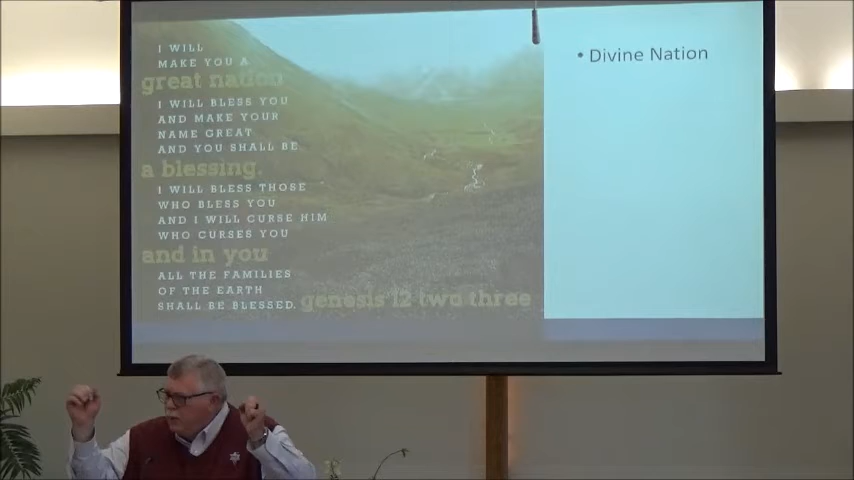 I WILL
MAKE YOU A
great nation
I WILL BLESS YOU
AND MAKE YOUR
NAME GREAT
AND YOU SHALL BE
a blessing.
I WILL BLESS THOSE
WHO BLESS YOU
AND I WILL CURSE HIM
WHO CURSES YOU
and in you
ALL THE FAMILIES
OF THE EARTH
SHALL BE BLESSED.
genesis 12 two three
• Divine Nation